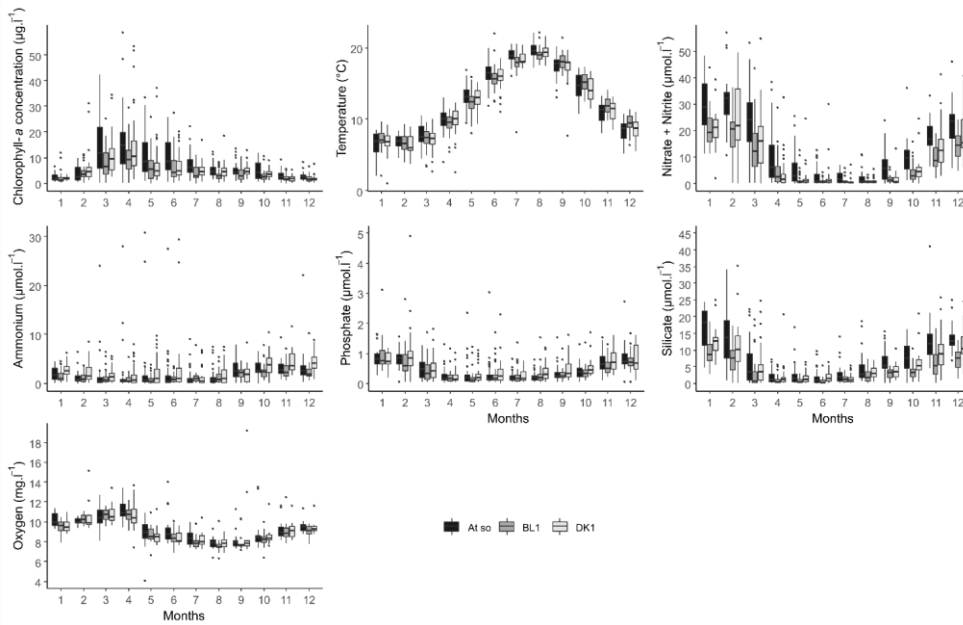 Chlorophyll-a concentration (µg.l⁻¹)
60
50
40
30
20
10
0
1 2 3 4 5 6 7 8 9 10 11 12
Temperature (°C)
20
10
0
1 2 3 4 5 6 7 8 9 10 11 12
Nitrate + Nitrite (µmol.l⁻¹)
60
50
40
30
20
10
0
1 2 3 4 5 6 7 8 9 10 11 12
Ammonium (µmol.l⁻¹)
30
20
10
0
1 2 3 4 5 6 7 8 9 10 11 12
Phosphate (µmol.l⁻¹)
5
4
3
2
1
0
1 2 3 4 5 6 7 8 9 10 11 12
Months
Silicate (µmol.l⁻¹)
45
40
35
30
25
20
15
10
5
0
1 2 3 4 5 6 7 8 9 10 11 12
Months
Oxygen (mg.l⁻¹)
18
16
14
12
10
8
6
4
1 2 3 4 5 6 7 8 9 10 11 12
Months
At so BL1 DK1